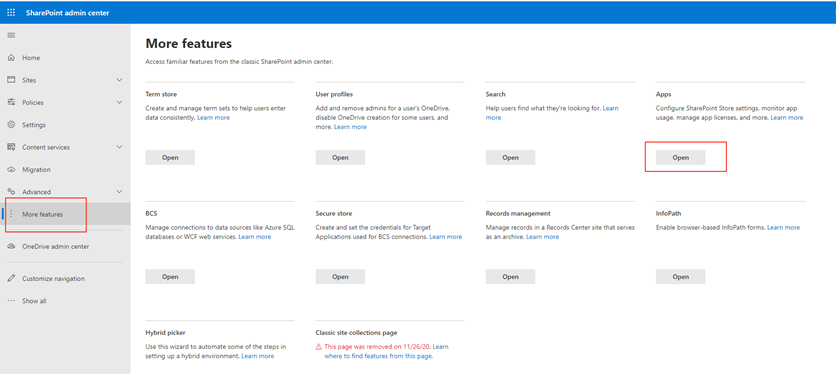 SharePoint admin center
Home
Sites
Policies
Settings
Content services
Migration
Advanced
More features
OneDrive admin center
Customize navigation
Show all
More features
Access familiar features from the classic SharePoint admin center.
Term store
Create and manage term sets to help users enter
data consistently. Learn more
Open
User profiles
Add and remove admins for a user's OneDrive,
disable OneDrive creation for some users, and
more. Learn more
Open
Search
Help users find what they're looking for. Learn
more
Open
Apps
Configure SharePoint Store settings, monitor app
usage, manage app licenses, and more. Learn more
Open
BCS
Manage connections to data sources like Azure SQL
databases or WCF web services. Learn more
Open
Secure store
Create and set the credentials for Target
Applications used for BCS connections. Learn more
Open
Records management
Manage records in a Records Center site that serves
as an archive. Learn more
Open
InfoPath
Enable browser-based InfoPath forms. Learn more
Open
Hybrid picker
Use this wizard to automate some of the steps in
setting up a hybrid environment. Learn more
Classic site collections page
This page was removed on 11/26/20. Learn
where to find features from this page.